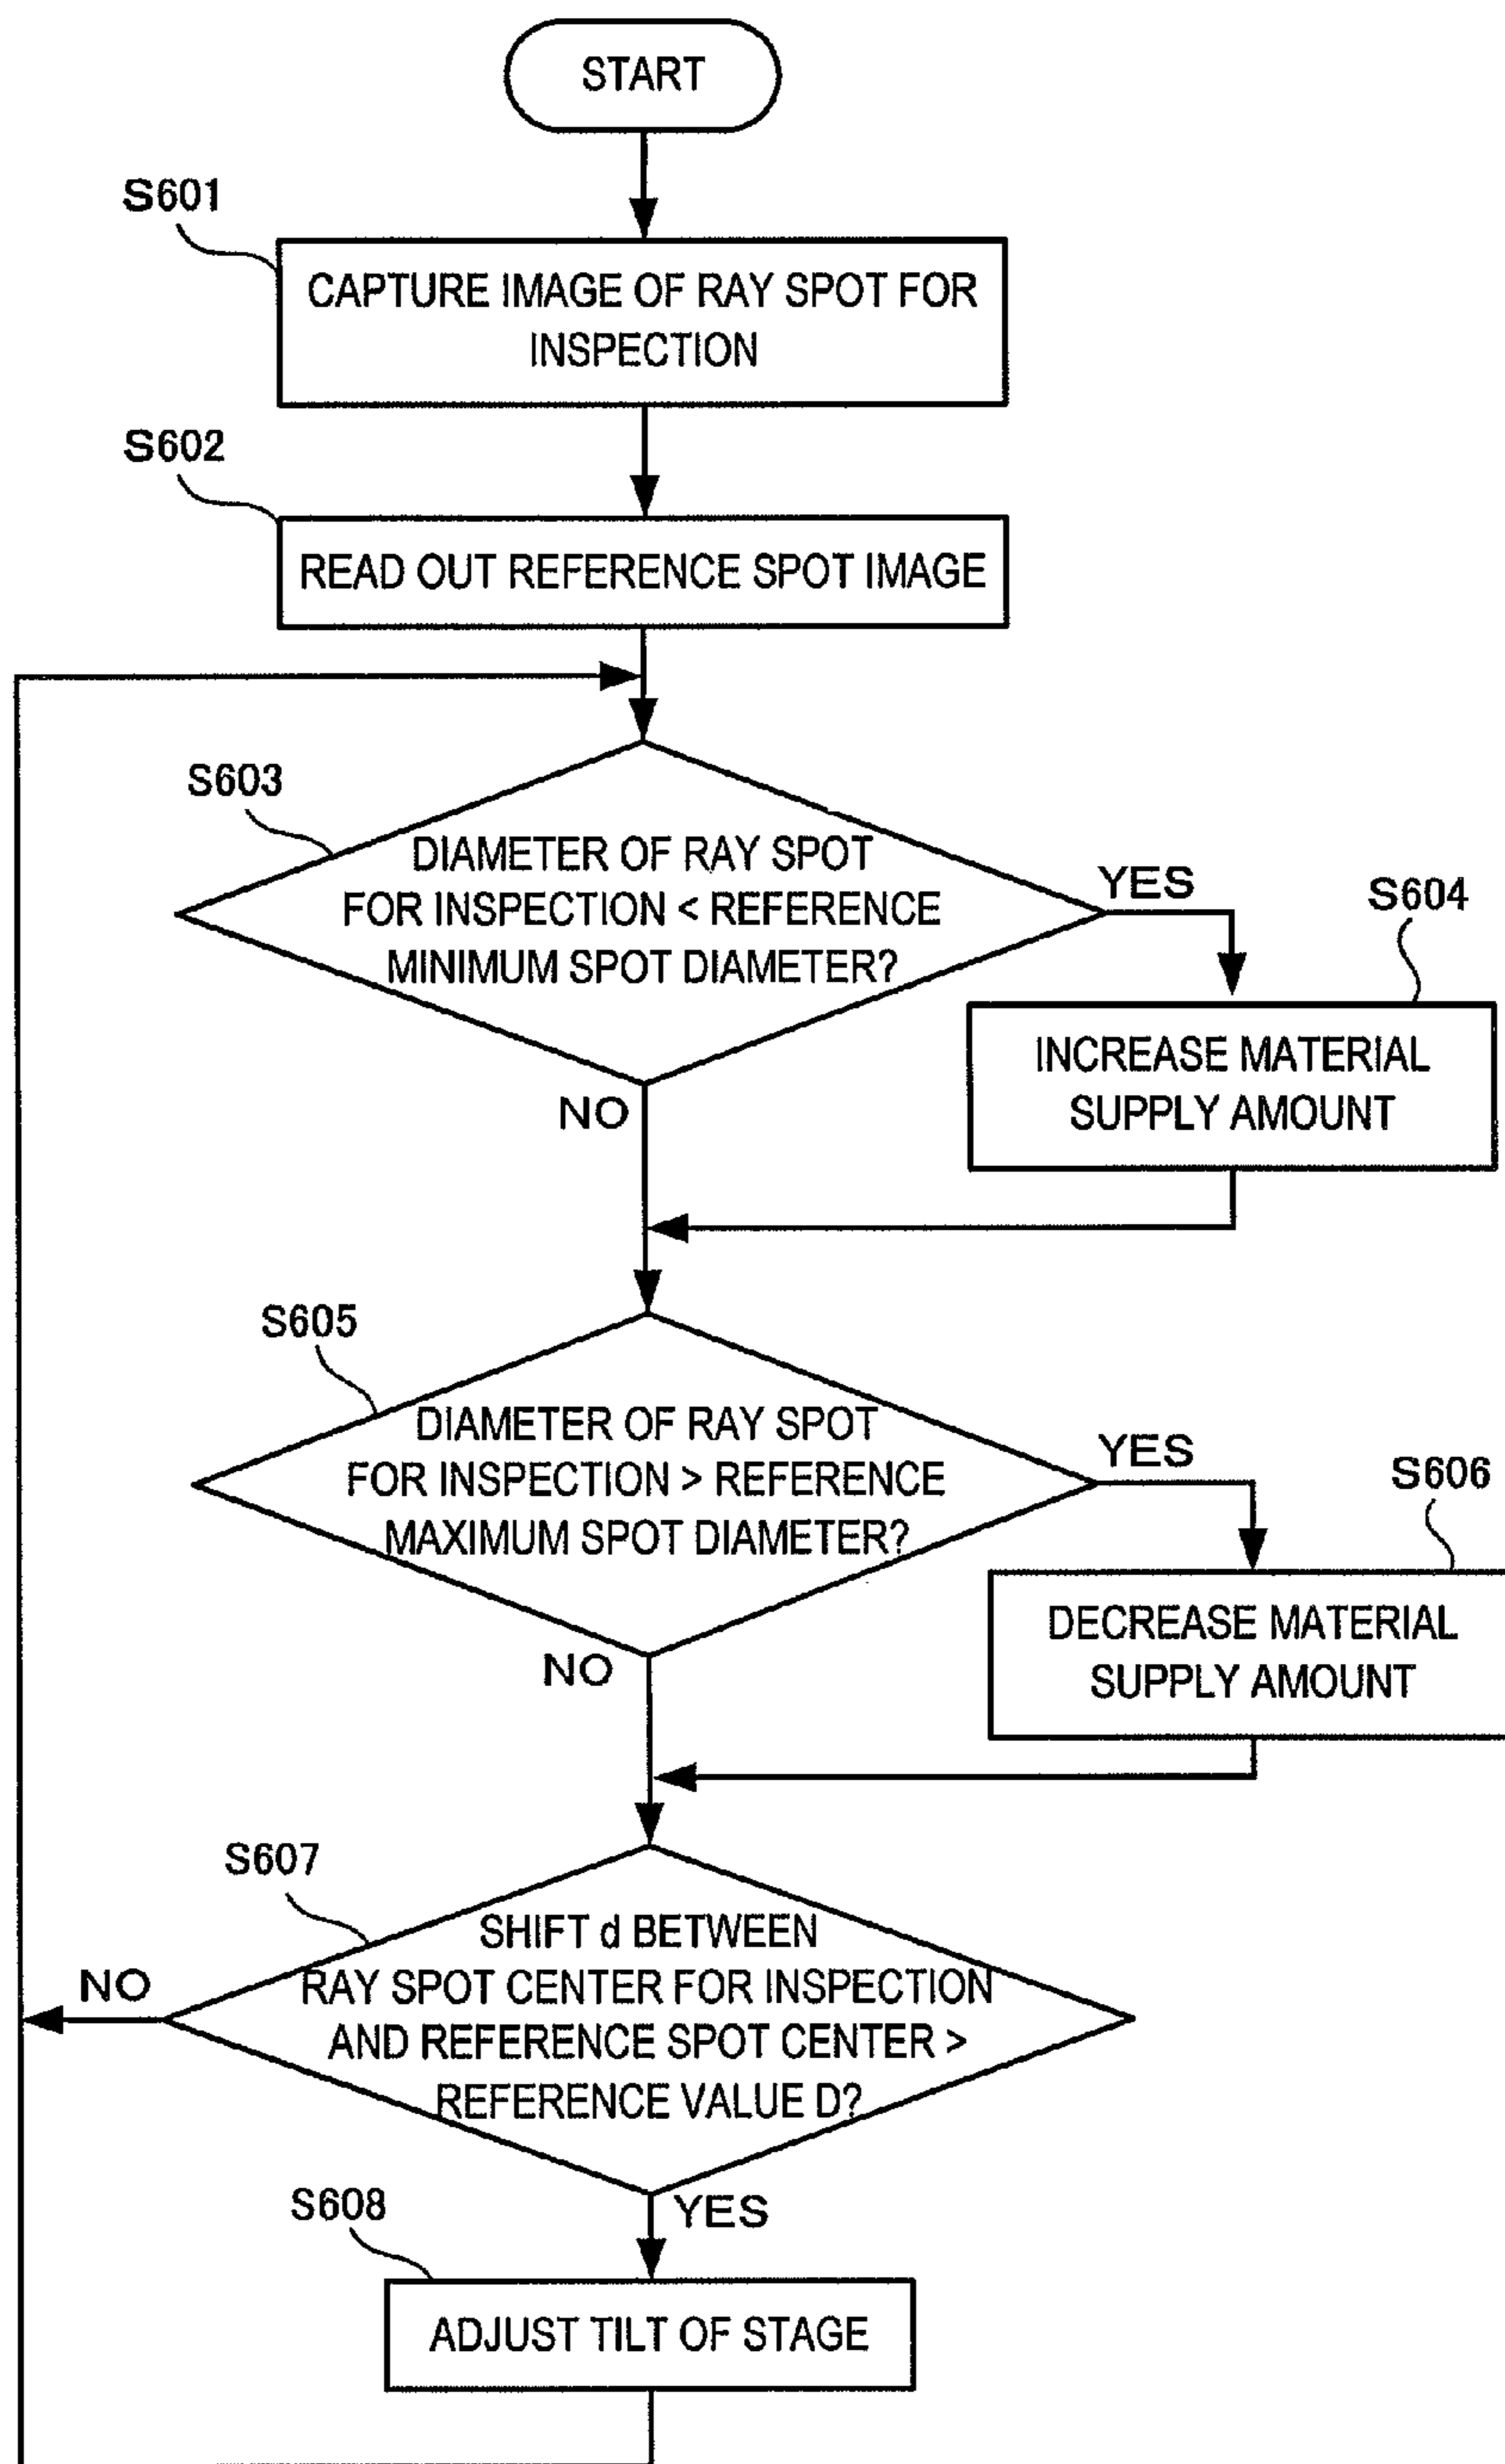 START
S601
CAPTURE IMAGE OF RAY SPOT FOR
INSPECTION
S602
READ OUT REFERENCE SPOT IMAGE
S603
DIAMETER OF RAY SPOT
FOR INSPECTION < REFERENCE
MINIMUM SPOT DIAMETER?
YES
S604
INCREASE MATERIAL
SUPPLY AMOUNT
NO
S605
DIAMETER OF RAY SPOT
FOR INSPECTION > REFERENCE
MAXIMUM SPOT DIAMETER?
YES
S606
DECREASE MATERIAL
SUPPLY AMOUNT
NO
S607
SHIFT d BETWEEN
RAY SPOT CENTER FOR INSPECTION
AND REFERENCE SPOT CENTER >
REFERENCE VALUE D?
NO
YES
S608
ADJUST TILT OF STAGE